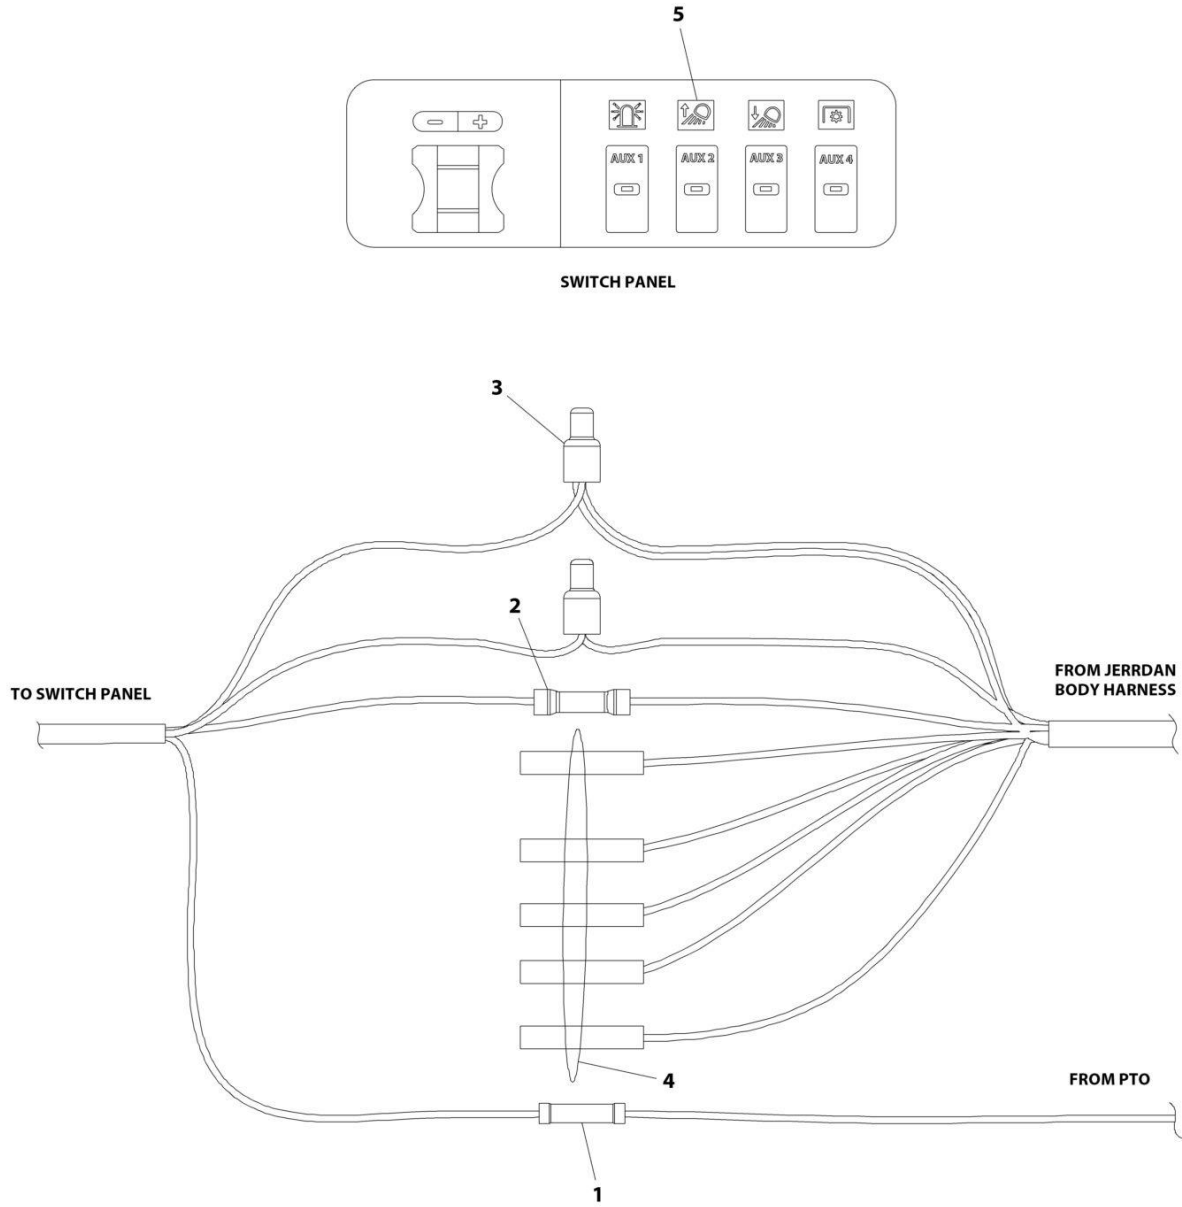 5
AUX 1
AUX 2
AUX 3
AUX 4
SWITCH PANEL
3
2
TO SWITCH PANEL
FROM JERRDAN
BODY HARNESS
4
FROM PTO
1